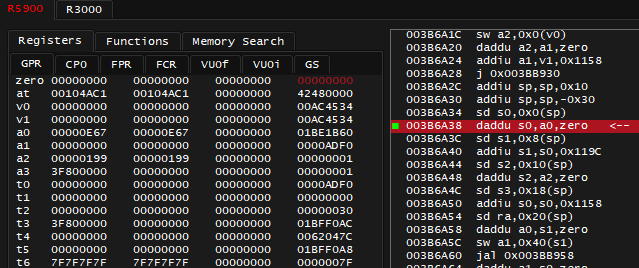 R5900 R3000
Registers Functions Memory Search
GPR CP0 FPR FCR VU0f VU0i GS
zero 00000000 00000000 00000000 00000000
at 00104AC1 00104AC1 00000000 42480000
v0 00000000 00000000 00000000 00AC4534
v1 00000000 00000000 00000000 00AC4534
a0 00000E67 00000E67 00000000 01BE1B60
a1 00000000 00000000 00000000 0000ADF0
a2 00000199 00000199 00000000 00000001
a3 3F800000 00000000 00000000 00000001
t0 00000000 00000000 00000000 0000ADF0
t1 00000000 00000000 00000000 00000000
t2 00000000 00000000 00000000 00000030
t3 3F800000 00000000 00000000 01BFF0AC
t4 00000000 00000000 00000000 0062047C
t5 00000000 00000000 00000000 01BFF0A8
t6 7F7F7F7F 7F7F7F7F 00000000 0000007F
003B6A1C sw a2,0x0(v0)
003B6A20 daddu a2,a1,zero
003B6A24 addiu a1,v1,0x1158
003B6A28 j 0x003BB930
003B6A2C addiu sp,sp,0x10
003B6A30 addiu sp,sp,-0x30
003B6A34 sd s0,0x0(sp)
003B6A38 daddu s0,a0,zero <--
003B6A3C sd s1,0x8(sp)
003B6A40 addiu s1,s0,0x119C
003B6A44 sd s2,0x10(sp)
003B6A48 daddu s2,a2,zero
003B6A4C sd s3,0x18(sp)
003B6A50 addiu s0,s0,0x1158
003B6A54 sd ra,0x20(sp)
003B6A58 daddu a0,s1,zero
003B6A5C sw a1,0x40(s1)
003B6A60 jal 0x003BB958
003B6A64 daddu a1,s0,zero